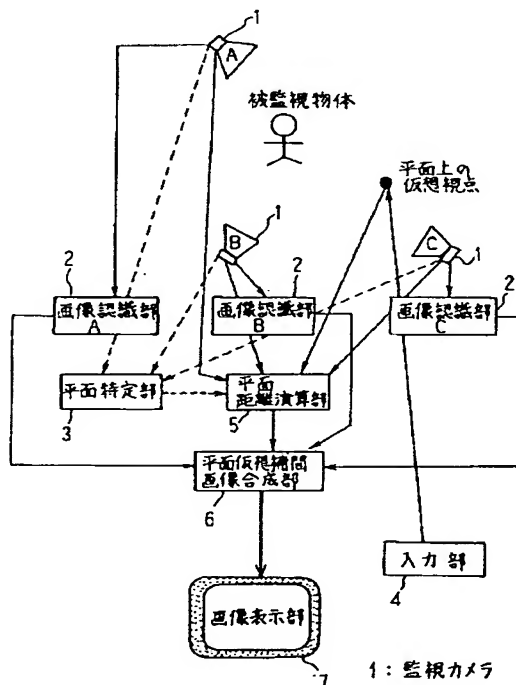 1
A
被監視物体
平面上の
仮想視点
B
1
C
1
2
画像認識部
A
2
画像認識部
B
2
画像認識部
C
平面特定部
3
平面
距離演算部
5
平面仮想補間
画像合成部
6
入力部
4
画像表示部
7
1:監視カメラ